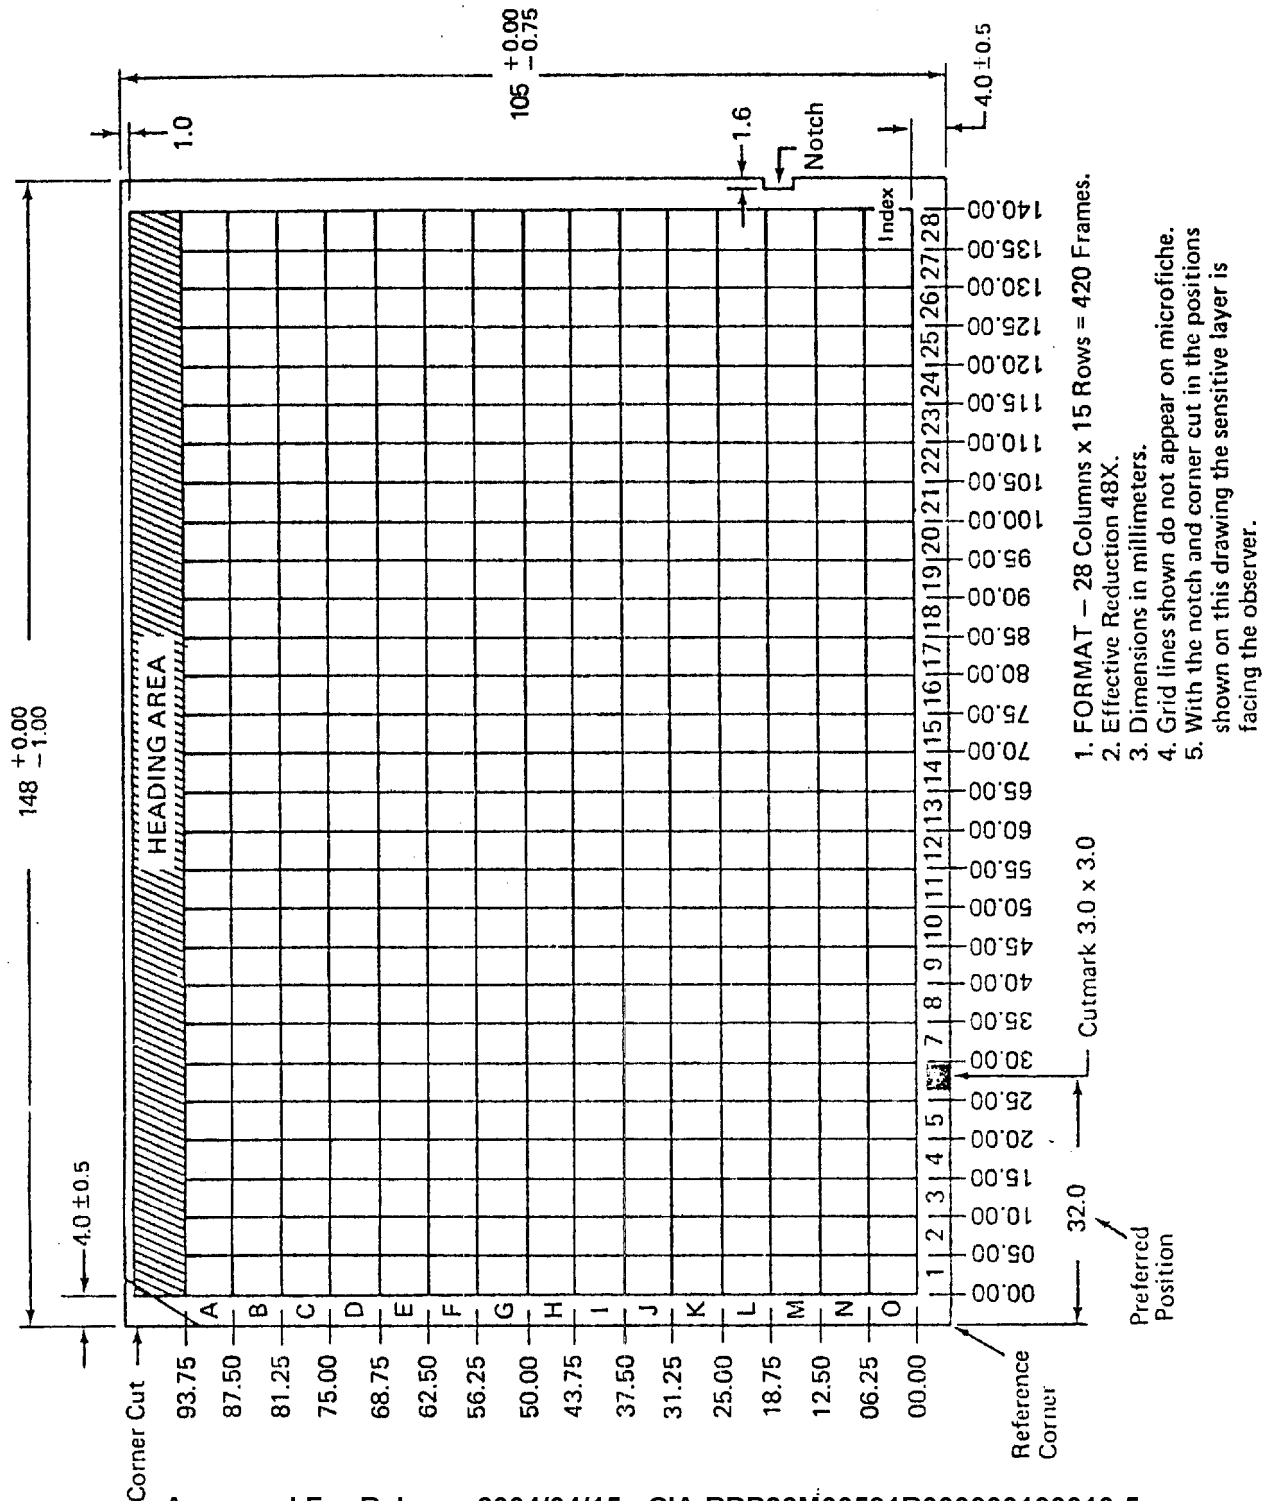 148 +0.00
−1.00
4.0 ±0.5
1.0
105 +0.00
−0.75
Corner Cut
HEADING AREA
93.75
A
87.50
B
81.25
C
75.00
D
68.75
E
62.50
F
56.25
G
50.00
H
43.75
I
37.50
J
31.25
K
25.00
L
18.75
M
12.50
N
06.25
O
00.00
1.6
Notch
Index
4.0 ±0.5
1 2 3 4 5 7 8 9 10 11 12 13 14 15 16 17 18 19 20 21 22 23 24 25 26 27 28
00.00 05.00 10.00 15.00 20.00 25.00 30.00 35.00 40.00 45.00 50.00 55.00 60.00 65.00 70.00 75.00 80.00 85.00 90.00 95.00 100.00 105.00 110.00 115.00 120.00 125.00 130.00 135.00 140.00
Reference
Corner
32.0
Preferred
Position
Cutmark 3.0 x 3.0
1. FORMAT – 28 Columns x 15 Rows = 420 Frames.
2. Effective Reduction 48X.
3. Dimensions in millimeters.
4. Grid lines shown do not appear on microfiche.
5. With the notch and corner cut in the positions
shown on this drawing the sensitive layer is
facing the observer.